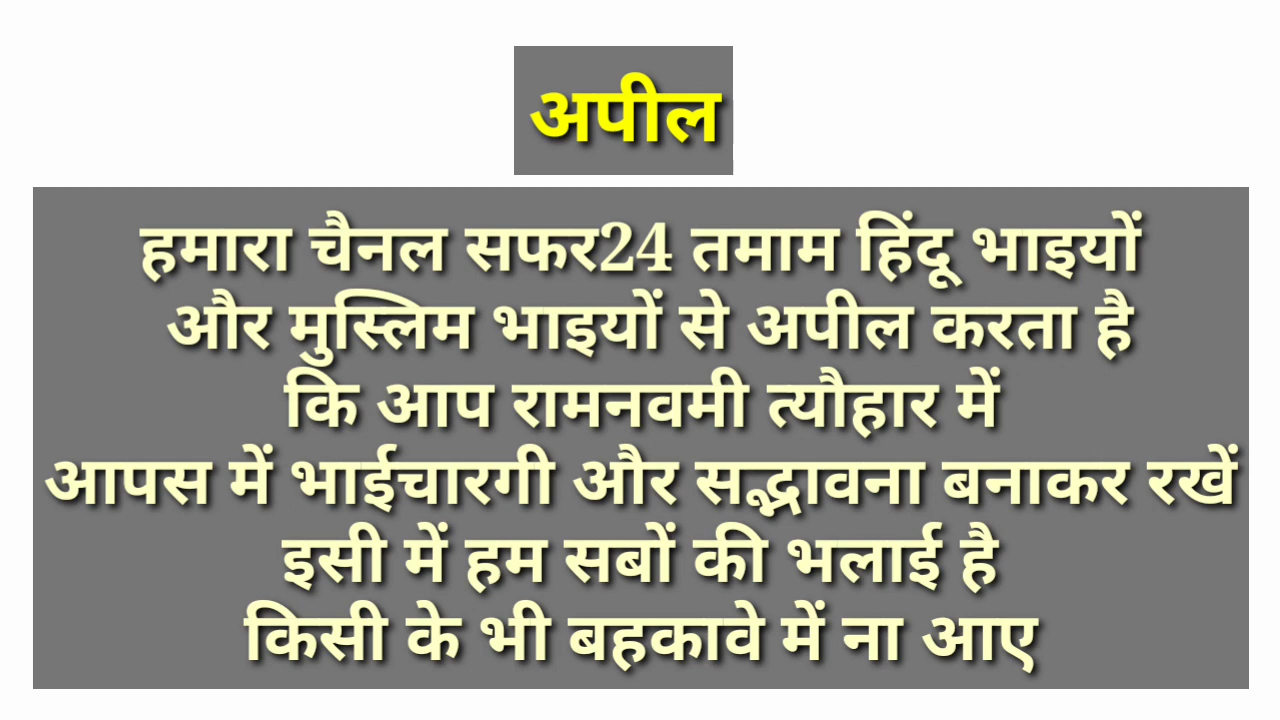 अपील
हमारा चैनल सफर24 तमाम हिंदू भाइयों
और मुस्लिम भाइयों से अपील करता है
कि आप रामनवमी त्यौहार में
आपस में भाईचारगी और सद्भावना बनाकर रखें
इसी में हम सबों की भलाई है
किसी के भी बहकावे में ना आए